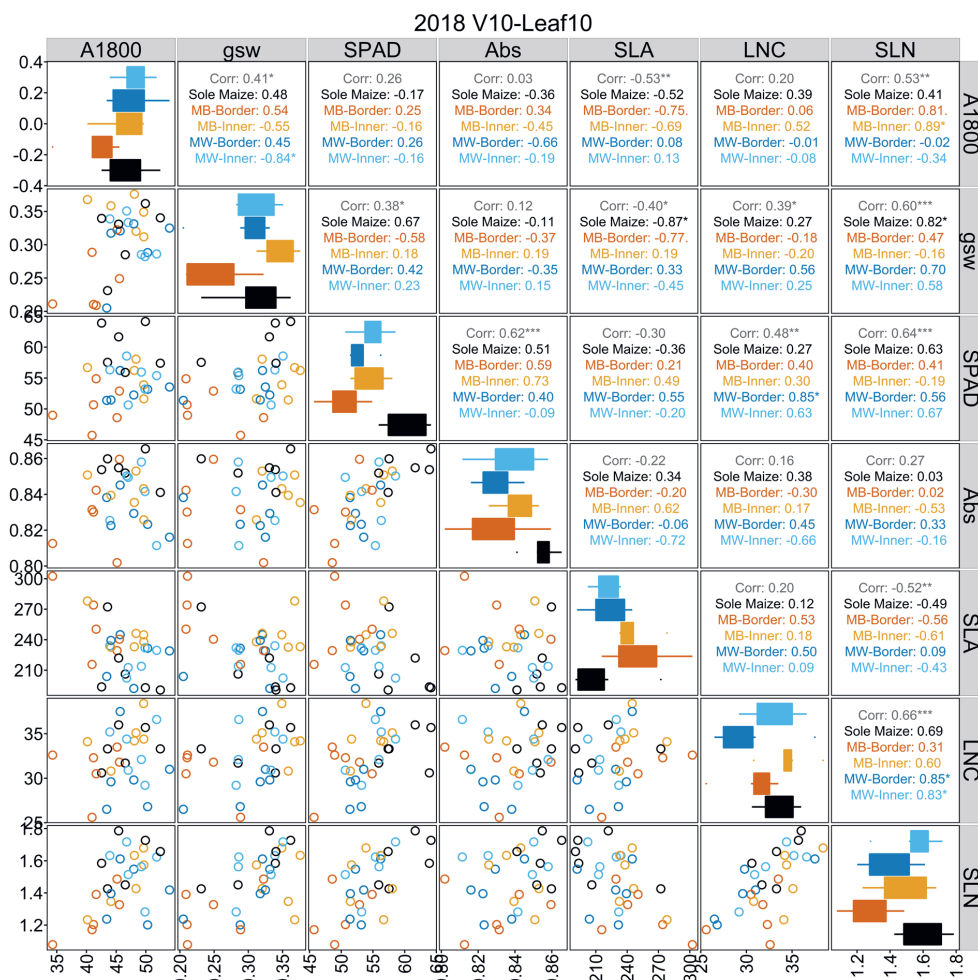 2018 V10-Leaf10
A1800 gsw SPAD Abs SLA LNC SLN
0.4
0.2
0.0
-0.2
-0.4
Corr: 0.41*
Sole Maize: 0.48
MB-Border: 0.54
MB-Inner: -0.55
MW-Border: 0.45
MW-Inner: -0.84*
Corr: 0.26
Sole Maize: -0.17
MB-Border: 0.25
MB-Inner: -0.16
MW-Border: 0.26
MW-Inner: -0.16
Corr: 0.03
Sole Maize: -0.36
MB-Border: 0.34
MB-Inner: -0.45
MW-Border: -0.66
MW-Inner: -0.19
Corr: -0.53**
Sole Maize: -0.52
MB-Border: -0.75.
MB-Inner: -0.69
MW-Border: 0.08
MW-Inner: 0.13
Corr: 0.20
Sole Maize: 0.39
MB-Border: 0.06
MB-Inner: 0.52
MW-Border: -0.01
MW-Inner: -0.08
Corr: 0.53**
Sole Maize: 0.41
MB-Border: 0.81.
MB-Inner: 0.89*
MW-Border: -0.02
MW-Inner: -0.34
A1800
0.35
0.30
0.25
0.20
Corr: 0.38*
Sole Maize: 0.67
MB-Border: -0.58
MB-Inner: 0.18
MW-Border: 0.42
MW-Inner: 0.23
Corr: 0.12
Sole Maize: -0.11
MB-Border: -0.37
MB-Inner: 0.19
MW-Border: -0.35
MW-Inner: 0.15
Corr: -0.40*
Sole Maize: -0.87*
MB-Border: -0.77.
MB-Inner: 0.19
MW-Border: 0.33
MW-Inner: -0.45
Corr: 0.39*
Sole Maize: 0.27
MB-Border: -0.18
MB-Inner: -0.20
MW-Border: 0.56
MW-Inner: 0.25
Corr: 0.60***
Sole Maize: 0.82*
MB-Border: 0.47
MB-Inner: -0.16
MW-Border: 0.70
MW-Inner: 0.58
gsw
65
60
55
50
45
Corr: 0.62***
Sole Maize: 0.51
MB-Border: 0.59
MB-Inner: 0.73
MW-Border: 0.40
MW-Inner: -0.09
Corr: -0.30
Sole Maize: -0.36
MB-Border: 0.21
MB-Inner: 0.49
MW-Border: 0.55
MW-Inner: -0.20
Corr: 0.48**
Sole Maize: 0.27
MB-Border: 0.40
MB-Inner: 0.30
MW-Border: 0.85*
MW-Inner: 0.63
Corr: 0.64***
Sole Maize: 0.63
MB-Border: 0.41
MB-Inner: -0.19
MW-Border: 0.56
MW-Inner: 0.67
SPAD
0.86
0.84
0.82
0.80
Corr: -0.22
Sole Maize: 0.34
MB-Border: -0.20
MB-Inner: 0.62
MW-Border: -0.06
MW-Inner: -0.72
Corr: 0.16
Sole Maize: 0.38
MB-Border: -0.30
MB-Inner: 0.17
MW-Border: 0.45
MW-Inner: -0.66
Corr: 0.27
Sole Maize: 0.03
MB-Border: 0.02
MB-Inner: -0.53
MW-Border: 0.33
MW-Inner: -0.16
Abs
300
270
240
210
Corr: 0.20
Sole Maize: 0.12
MB-Border: 0.53
MB-Inner: 0.18
MW-Border: 0.50
MW-Inner: 0.09
Corr: -0.52**
Sole Maize: -0.49
MB-Border: -0.56
MB-Inner: -0.61
MW-Border: 0.09
MW-Inner: -0.43
SLA
35
30
25
Corr: 0.66***
Sole Maize: 0.69
MB-Border: 0.31
MB-Inner: 0.60
MW-Border: 0.85*
MW-Inner: 0.83*
LNC
1.8
1.6
1.4
1.2
SLN
35 40 45 50 0.20 0.25 0.30 0.35 45 50 55 60 0.82 0.84 0.86 210 240 270 300 30 35 1.2 1.4 1.6 1.8